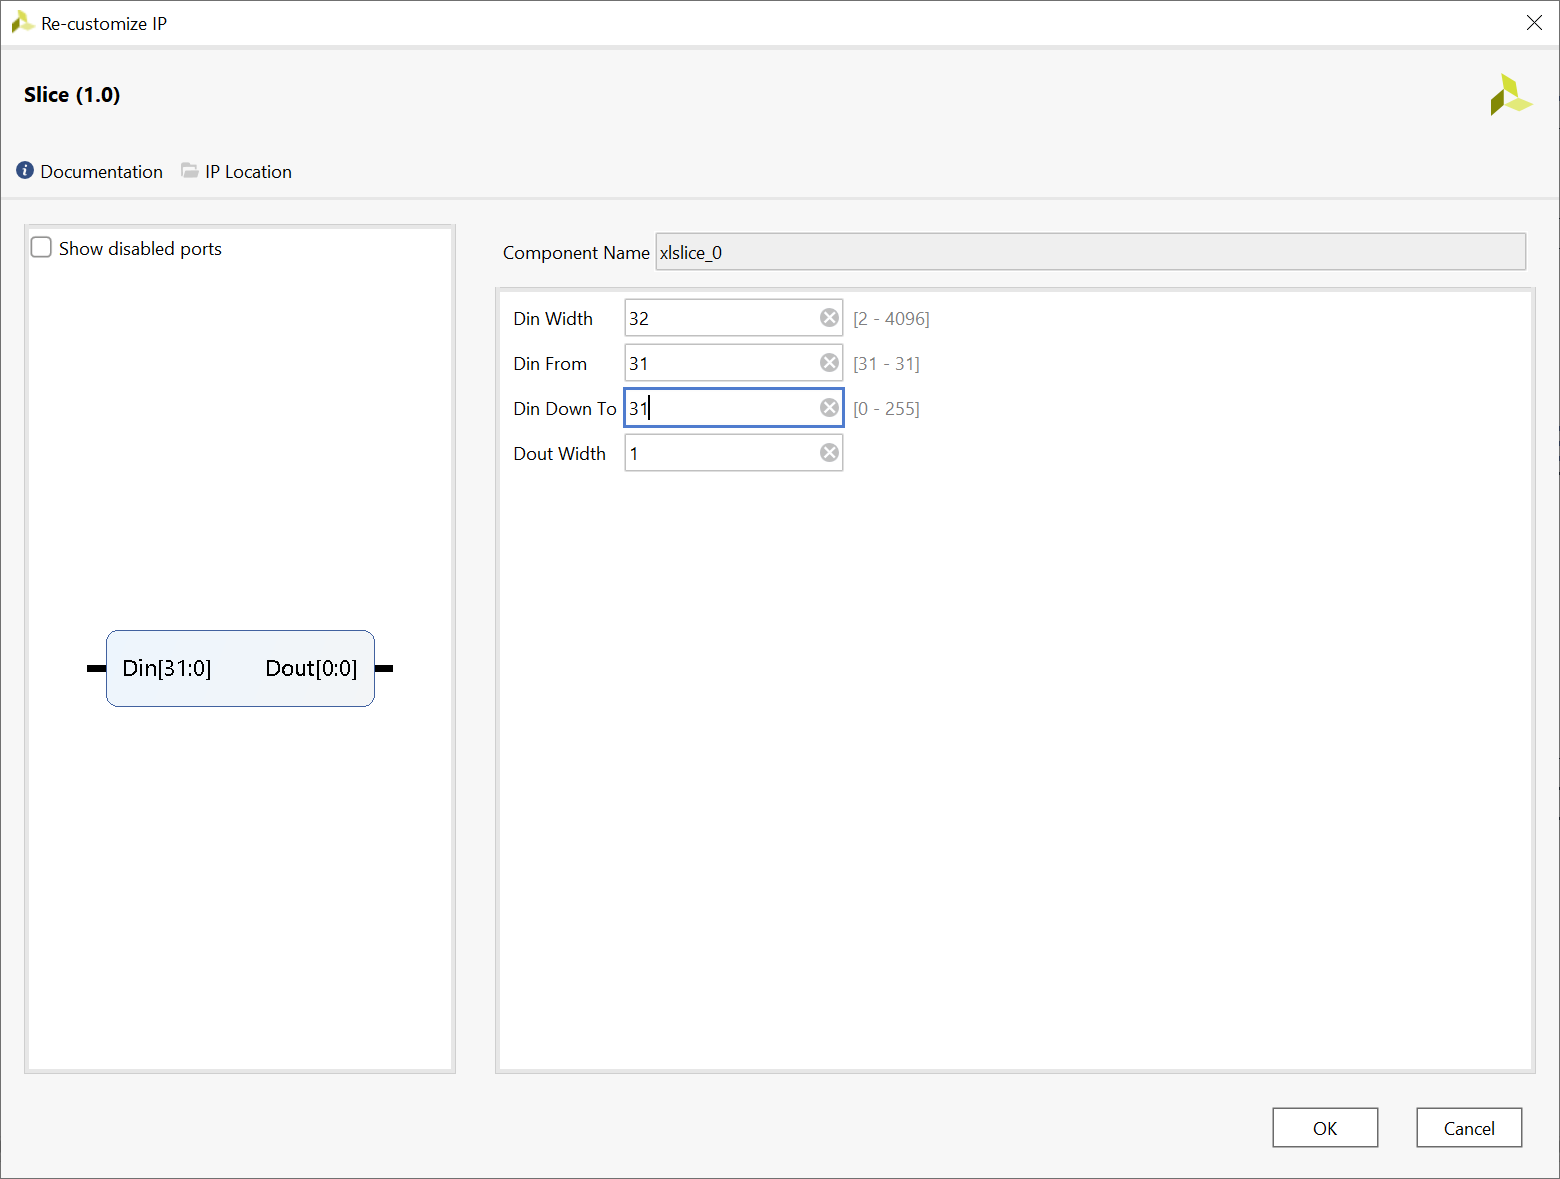 Re-customize IP
Slice (1.0)
Documentation IP Location
Show disabled ports
Din[31:0] Dout[0:0]
Component Name xlslice_0
Din Width 32 [2 - 4096]
Din From 31 [31 - 31]
Din Down To 31 [0 - 255]
Dout Width 1
OK Cancel